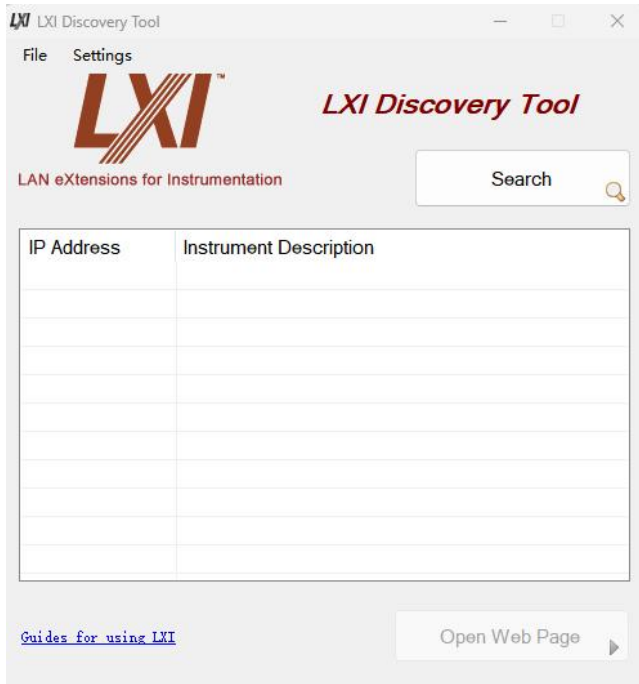 LXI LXI Discovery Tool
File Settings
LXI™
LXI Discovery Tool
LAN eXtensions for Instrumentation
Search
IP Address Instrument Description
Guides for using LXI
Open Web Page